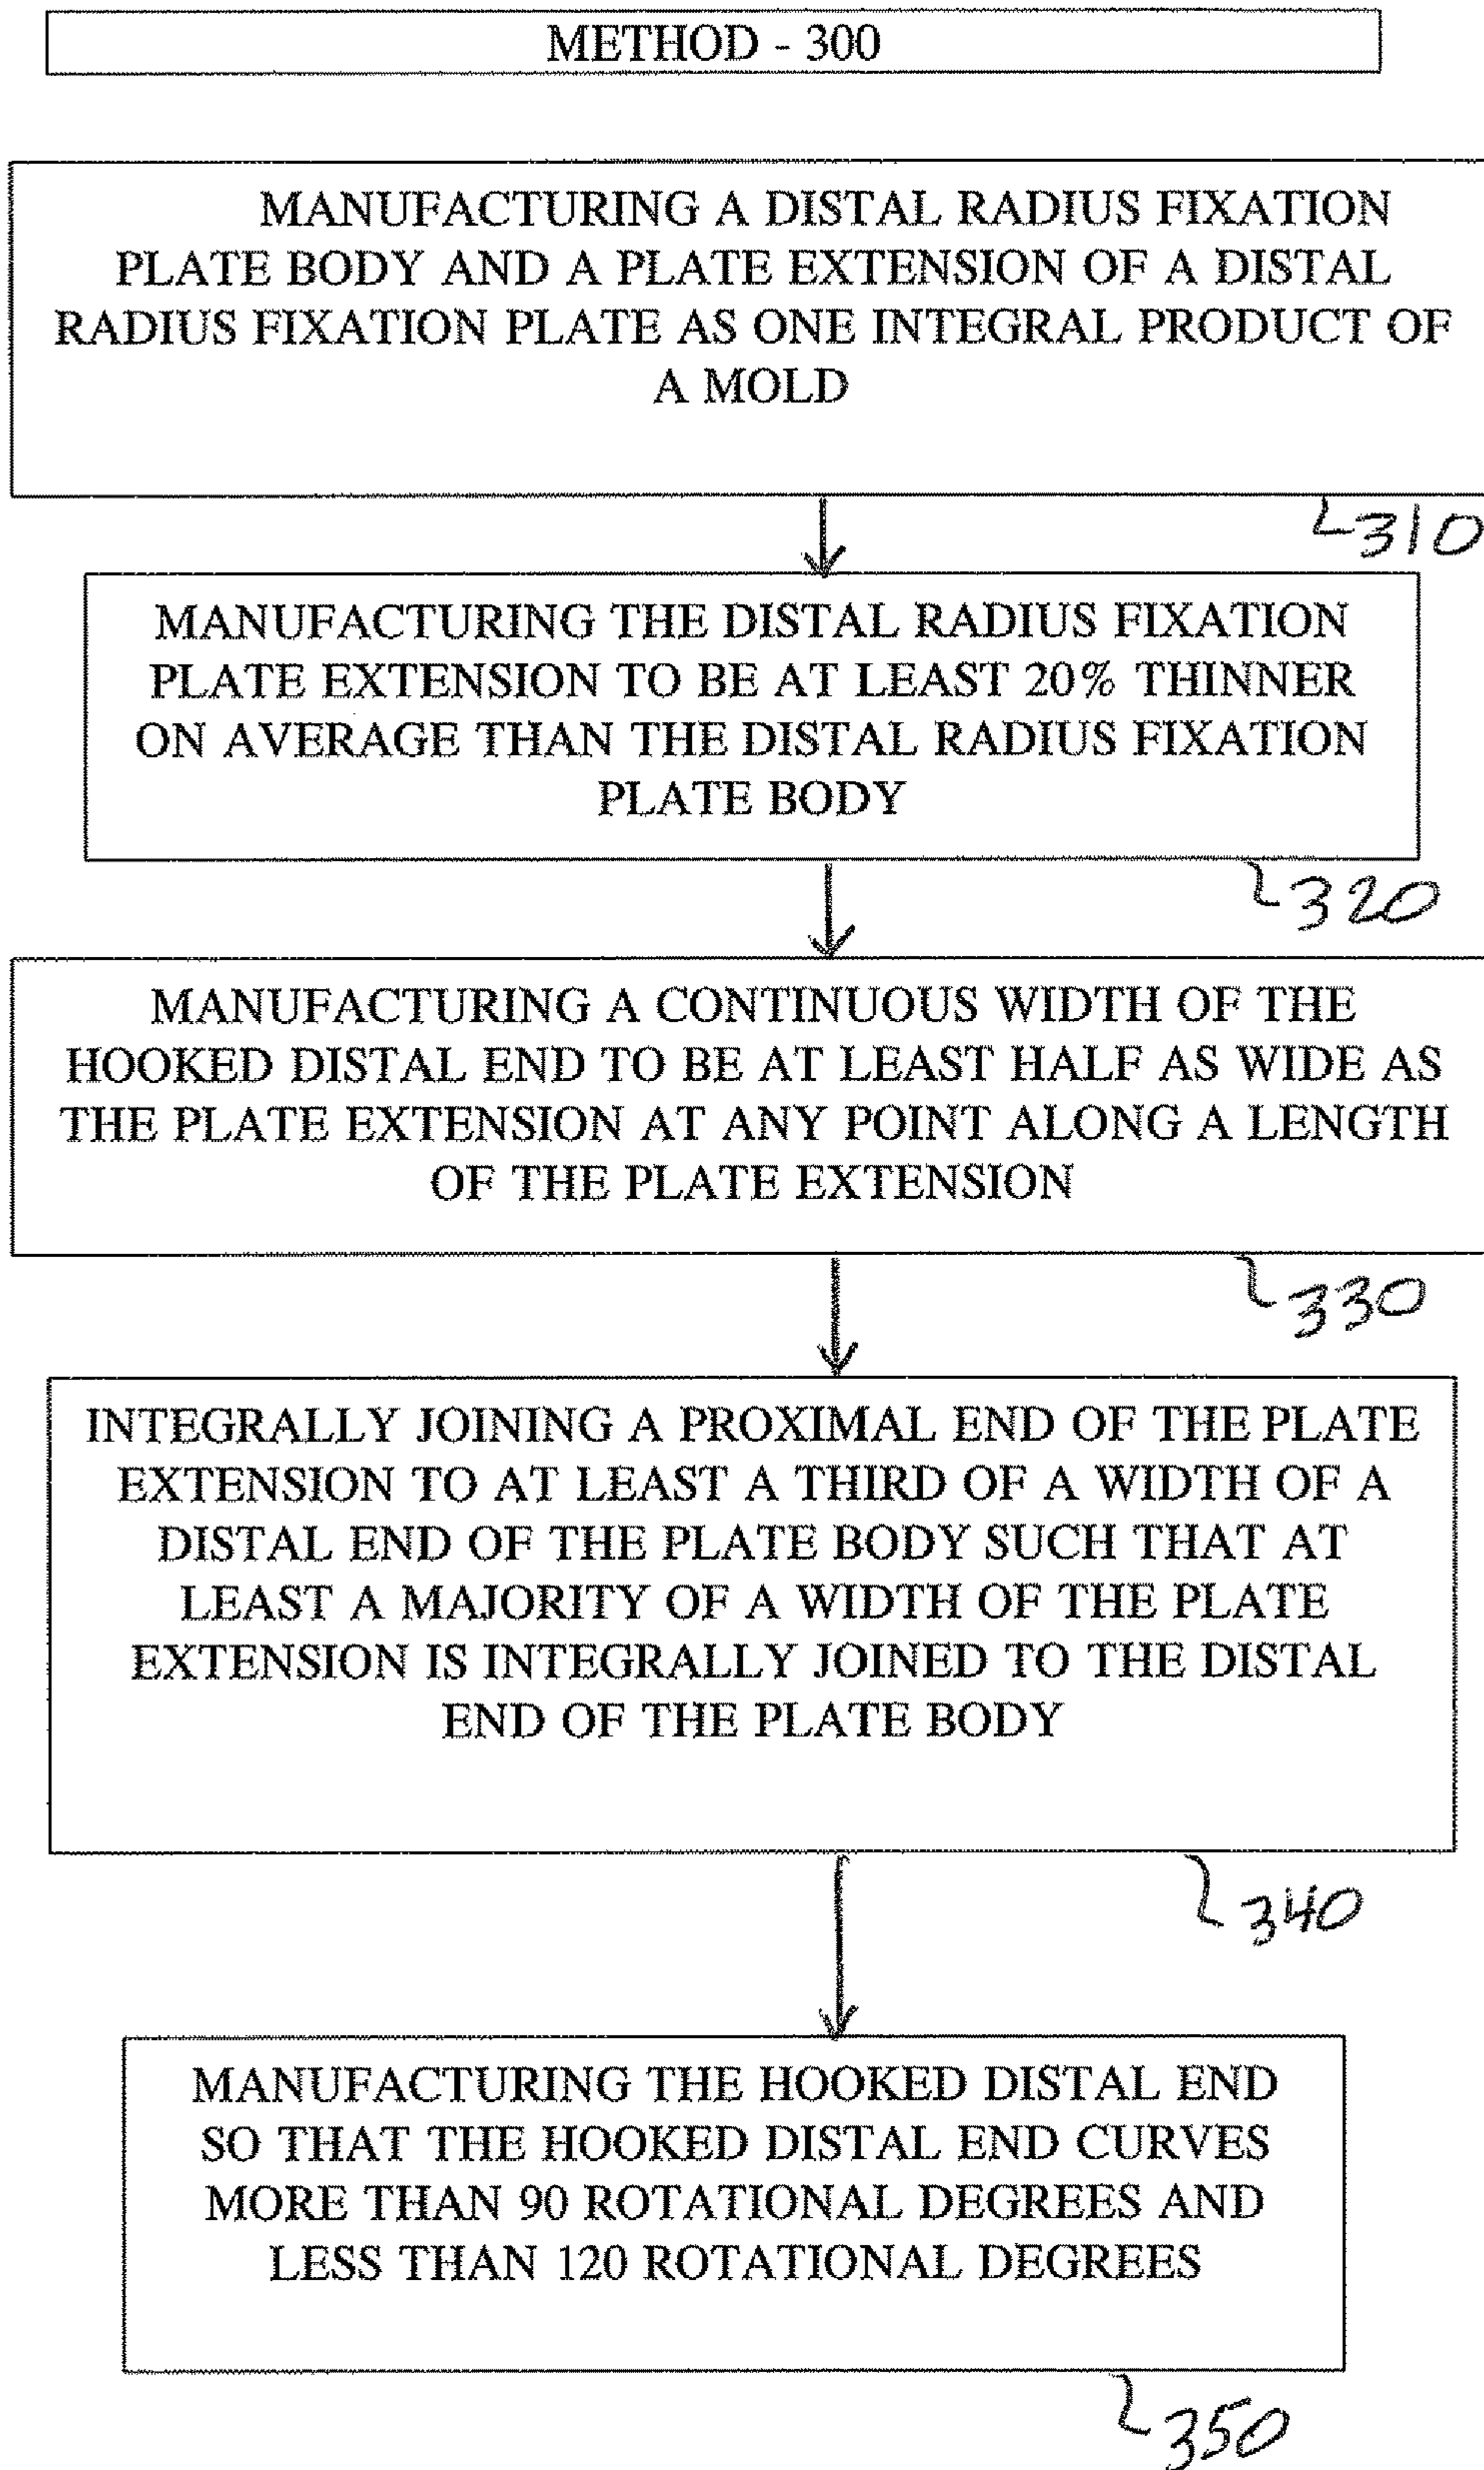 METHOD - 300
MANUFACTURING A DISTAL RADIUS FIXATION
PLATE BODY AND A PLATE EXTENSION OF A DISTAL
RADIUS FIXATION PLATE AS ONE INTEGRAL PRODUCT OF
A MOLD
310
MANUFACTURING THE DISTAL RADIUS FIXATION
PLATE EXTENSION TO BE AT LEAST 20% THINNER
ON AVERAGE THAN THE DISTAL RADIUS FIXATION
PLATE BODY
320
MANUFACTURING A CONTINUOUS WIDTH OF THE
HOOKED DISTAL END TO BE AT LEAST HALF AS WIDE AS
THE PLATE EXTENSION AT ANY POINT ALONG A LENGTH
OF THE PLATE EXTENSION
330
INTEGRALLY JOINING A PROXIMAL END OF THE PLATE
EXTENSION TO AT LEAST A THIRD OF A WIDTH OF A
DISTAL END OF THE PLATE BODY SUCH THAT AT
LEAST A MAJORITY OF A WIDTH OF THE PLATE
EXTENSION IS INTEGRALLY JOINED TO THE DISTAL
END OF THE PLATE BODY
340
MANUFACTURING THE HOOKED DISTAL END
SO THAT THE HOOKED DISTAL END CURVES
MORE THAN 90 ROTATIONAL DEGREES AND
LESS THAN 120 ROTATIONAL DEGREES
350